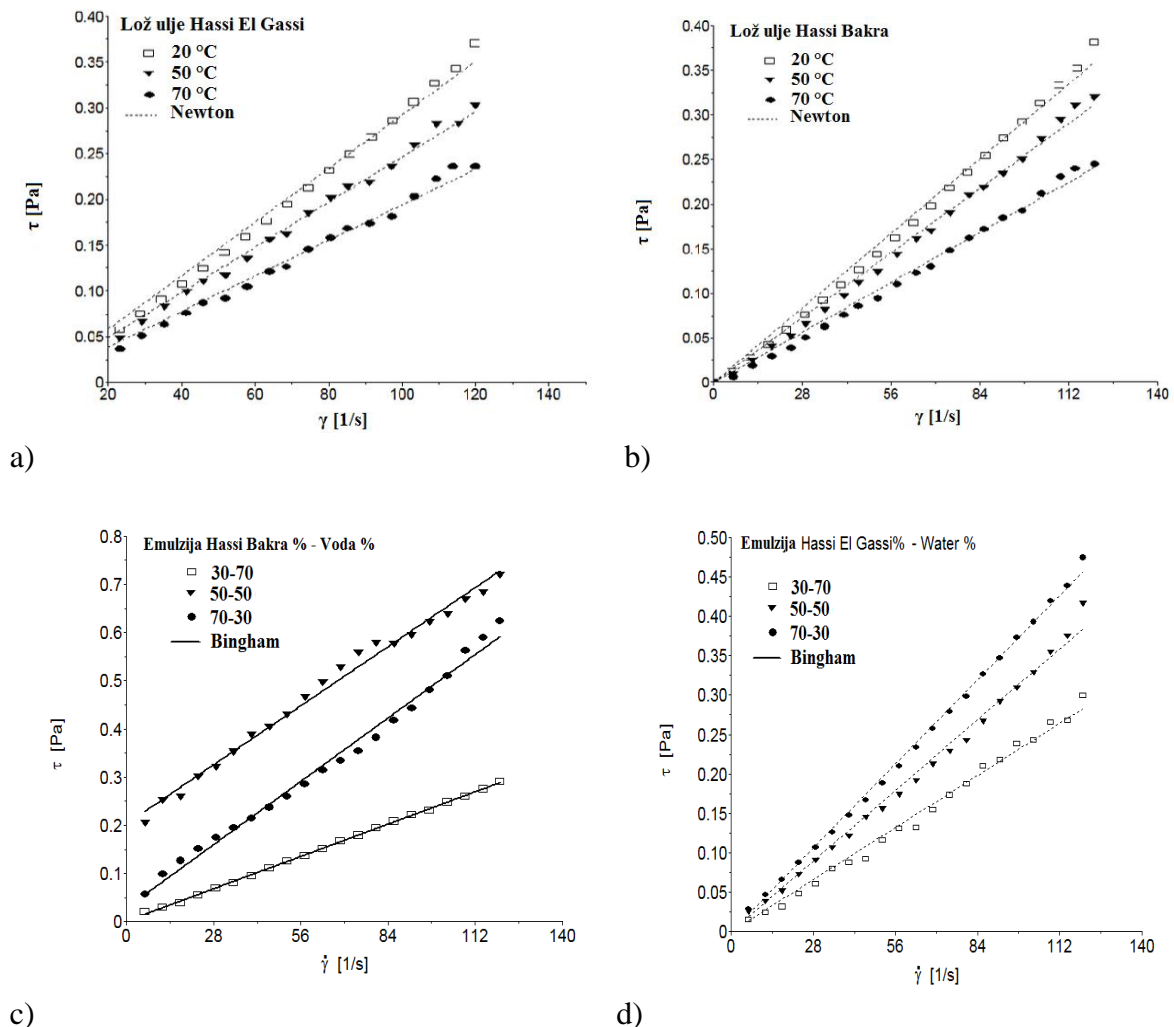 Lož ulje Hassi El Gassi
20 °C
50 °C
70 °C
Newton
0.40
0.35
0.30
0.25
0.20
0.15
0.10
0.05
0
τ [Pa]
20 40 60 80 100 120 140
γ [1/s]
a)
Lož ulje Hassi Bakra
20 °C
50 °C
70 °C
Newton
0.40
0.35
0.30
0.25
0.20
0.15
0.10
0.05
0
τ [Pa]
0 28 56 84 112 140
γ [1/s]
b)
Emulzija Hassi Bakra % - Voda %
30-70
50-50
70-30
Bingham
0.8
0.7
0.6
0.5
0.4
0.3
0.2
0.1
0
τ [Pa]
0 28 56 84 112 140
γ̇ [1/s]
c)
Emulzija Hassi El Gassi% - Water %
30-70
50-50
70-30
Bingham
0.50
0.45
0.40
0.35
0.30
0.25
0.20
0.15
0.10
0.05
0
τ [Pa]
0 28 56 84 112 140
γ̇ [1/s]
d)